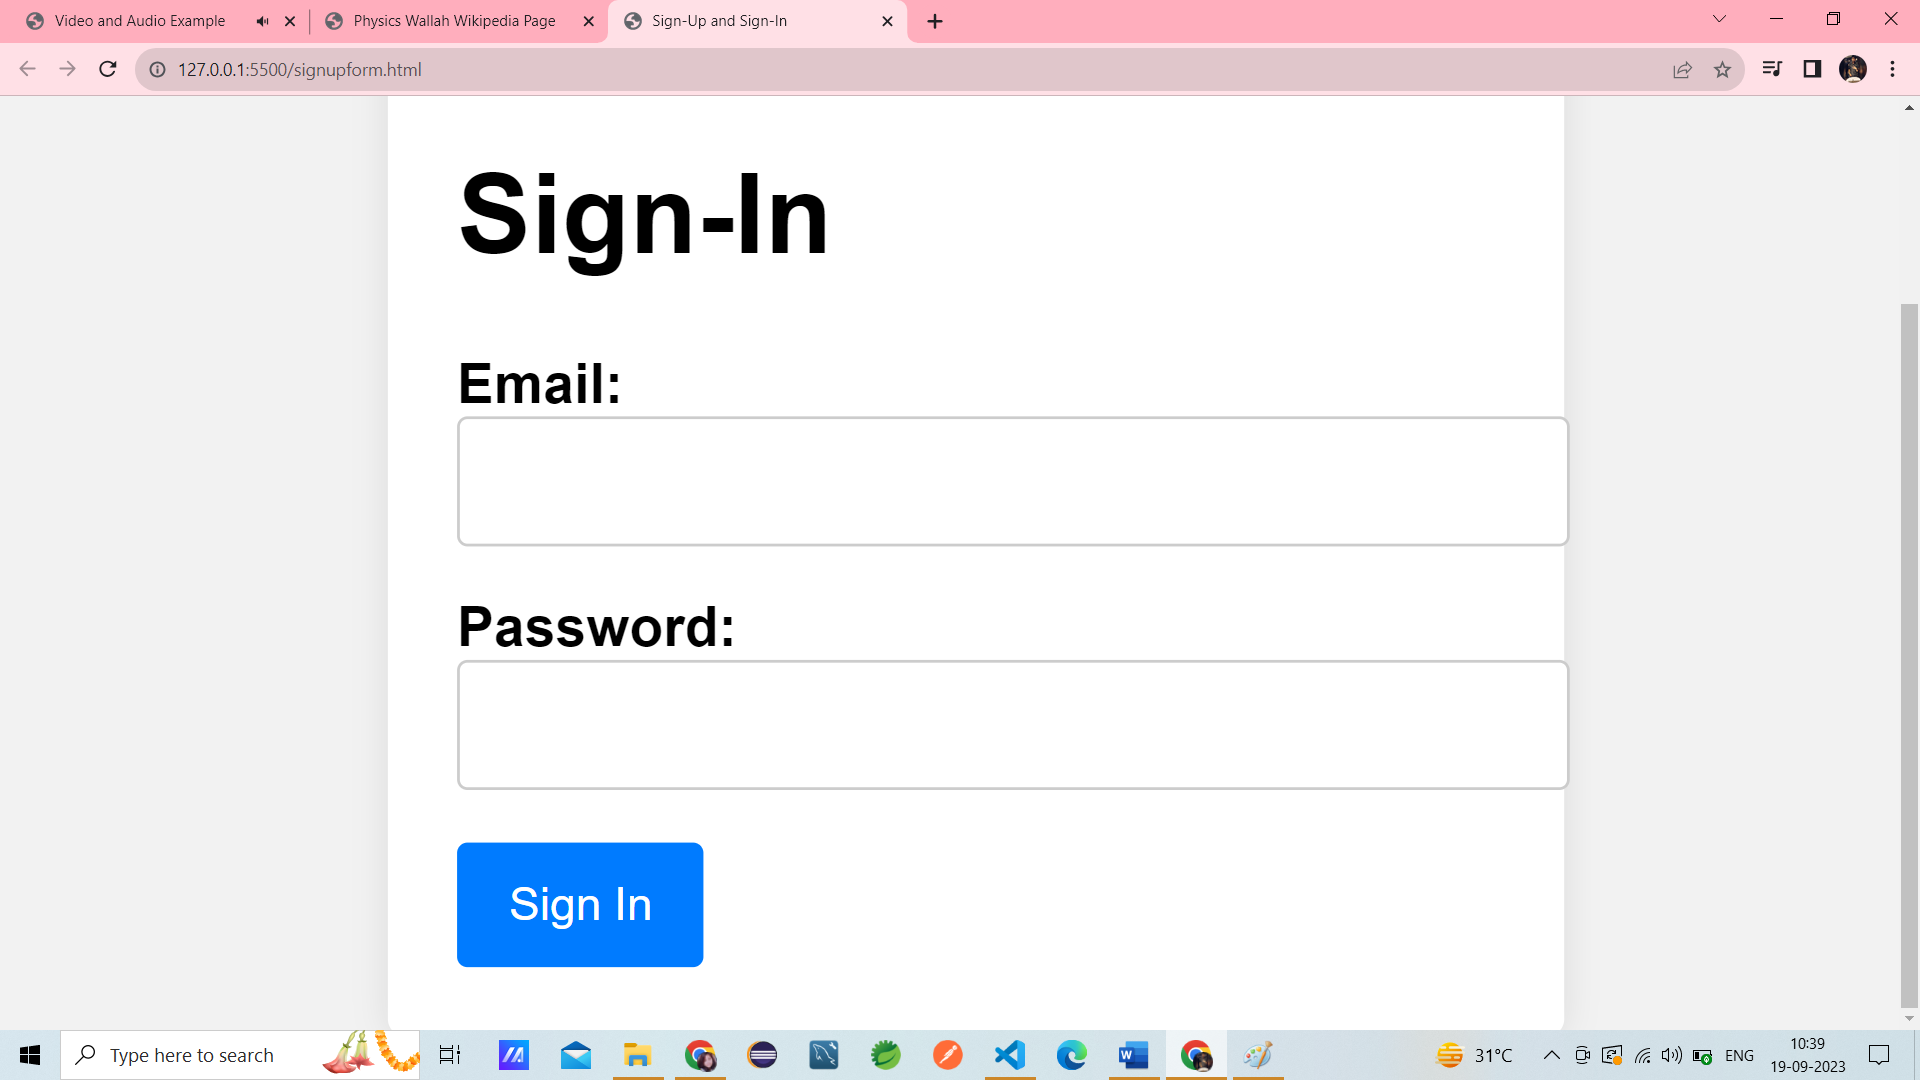 Video and Audio Example
Physics Wallah Wikipedia Page
Sign-Up and Sign-In
127.0.0.1:5500/signupform.html
Sign-In
Email:
Password:
Sign In
Type here to search
31°C
ENG
10:39
19-09-2023